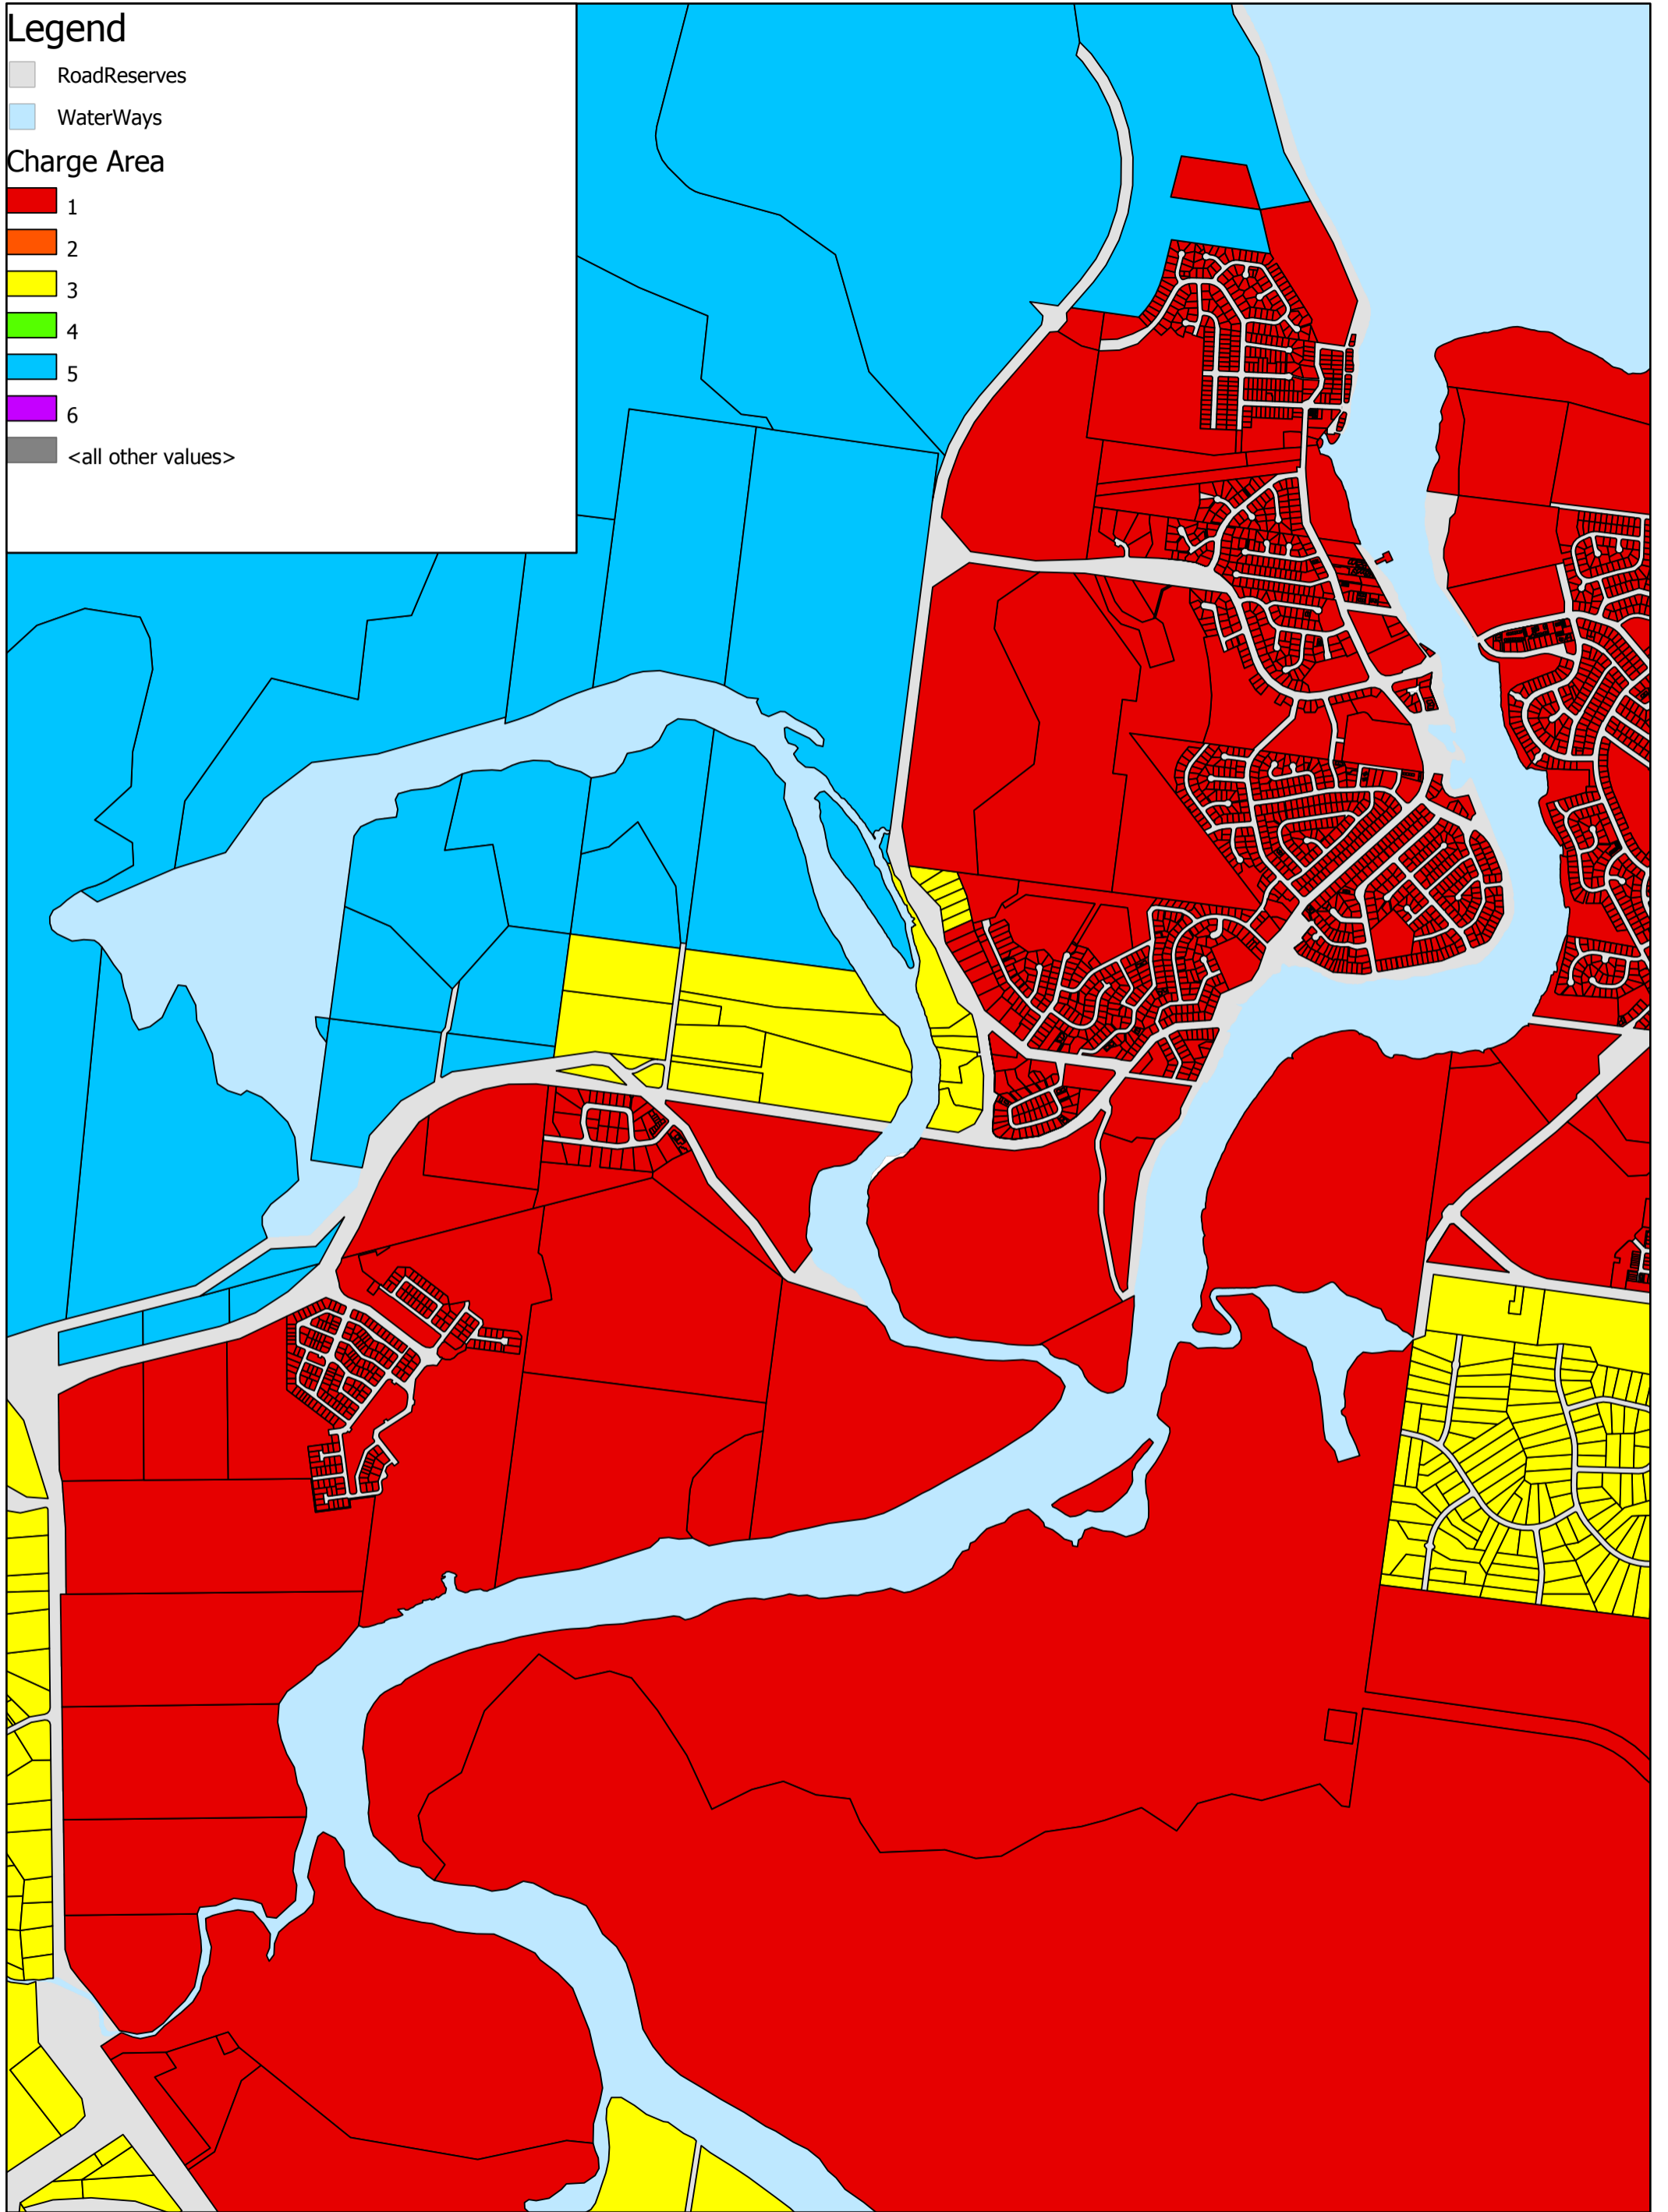 Legend
RoadReserves
WaterWays
Charge Area
1
2
3
4
5
6
<all other values>